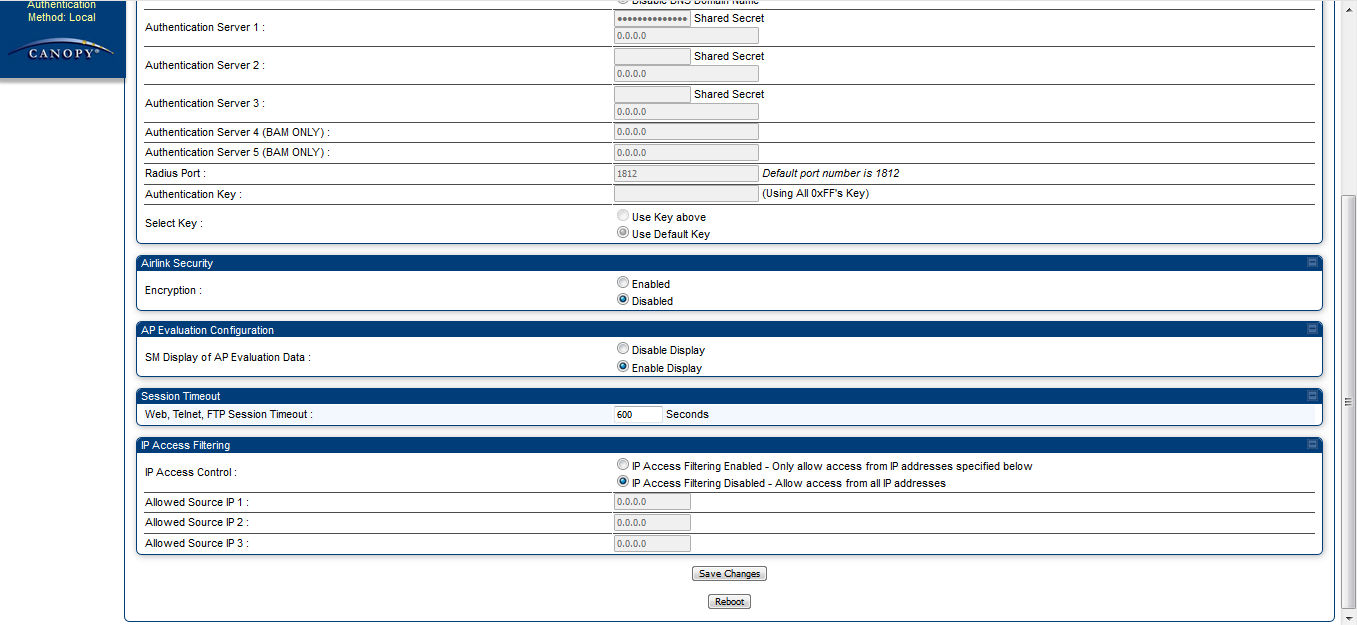 Authentication
Method: Local
CANOPY®
Disable DNS Domain Name
Authentication Server 1 :
•••••••••••••• Shared Secret
0.0.0.0
Authentication Server 2 :
Shared Secret
0.0.0.0
Authentication Server 3 :
Shared Secret
0.0.0.0
Authentication Server 4 (BAM ONLY) : 0.0.0.0
Authentication Server 5 (BAM ONLY) : 0.0.0.0
Radius Port : 1812 Default port number is 1812
Authentication Key : (Using All 0xFF's Key)
Select Key :
Use Key above
Use Default Key
Airlink Security
Encryption :
Enabled
Disabled
AP Evaluation Configuration
SM Display of AP Evaluation Data :
Disable Display
Enable Display
Session Timeout
Web, Telnet, FTP Session Timeout : 600 Seconds
IP Access Filtering
IP Access Control :
IP Access Filtering Enabled - Only allow access from IP addresses specified below
IP Access Filtering Disabled - Allow access from all IP addresses
Allowed Source IP 1 : 0.0.0.0
Allowed Source IP 2 : 0.0.0.0
Allowed Source IP 3 : 0.0.0.0
Save Changes
Reboot